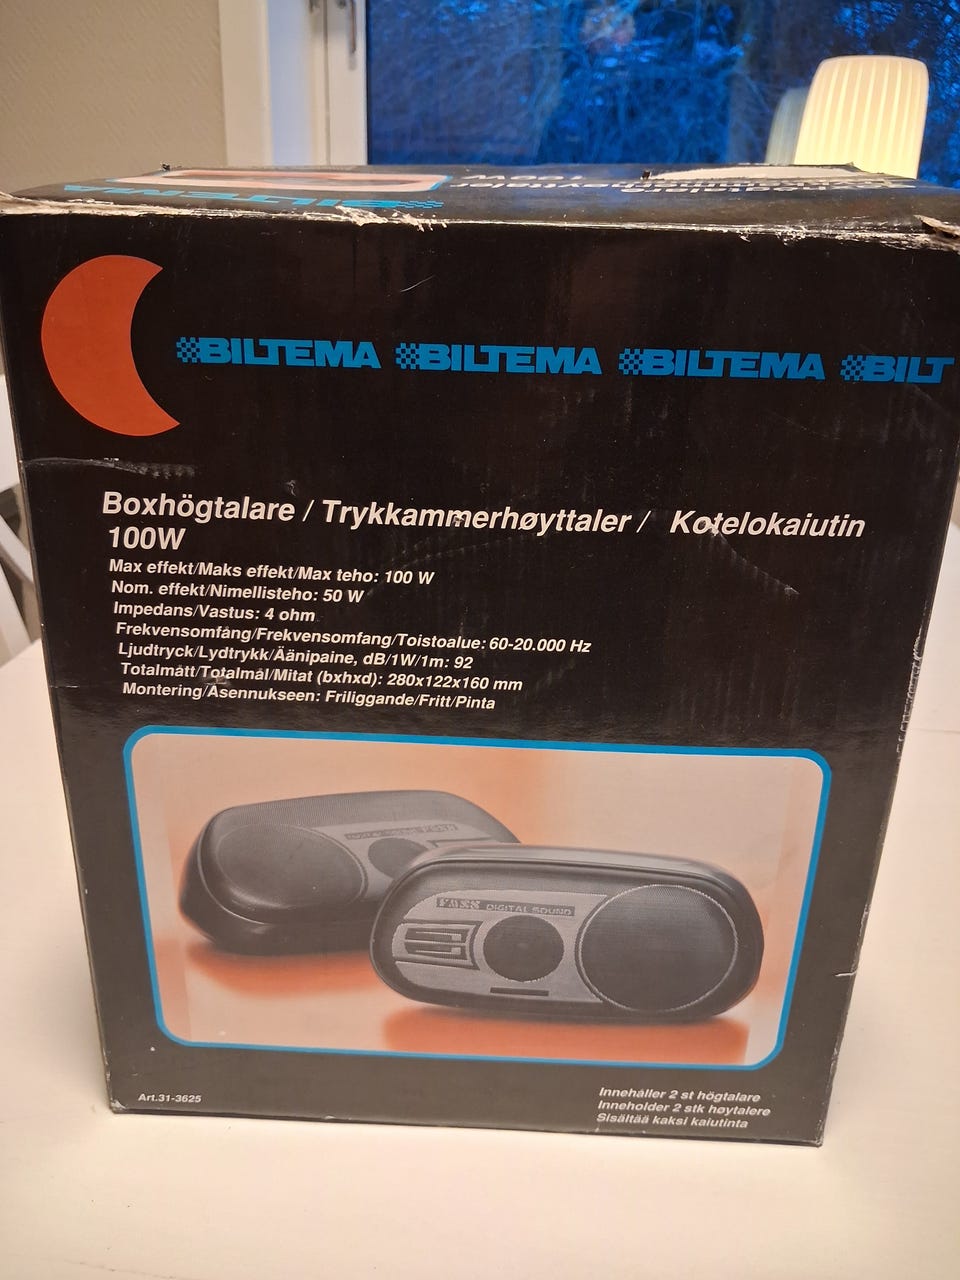 BILTEMA
100W
BILTEMA BILTEMA BILTEMA BILT
Boxhögtalare / Trykkammerhøyttaler / Kotelokaiutin
100W
Max effekt/Maks effekt/Max teho: 100 W
Nom. effekt/Nimellisteho: 50 W
Impedans/Vastus: 4 ohm
Frekvensomfång/Frekvensomfang/Toistoalue: 60-20.000 Hz
Ljudtryck/Lydtrykk/Äänipaine, dB/1W/1m: 92
Totalmått/Totalmål/Mitat (bxhxd): 280x122x160 mm
Montering/Asennukseen: Friliggande/Fritt/Pinta
DIGITAL SOUND
Art.31-3625
Innehåller 2 st högtalare
Inneholder 2 stk høytalere
Sisältää kaksi kaiutinta